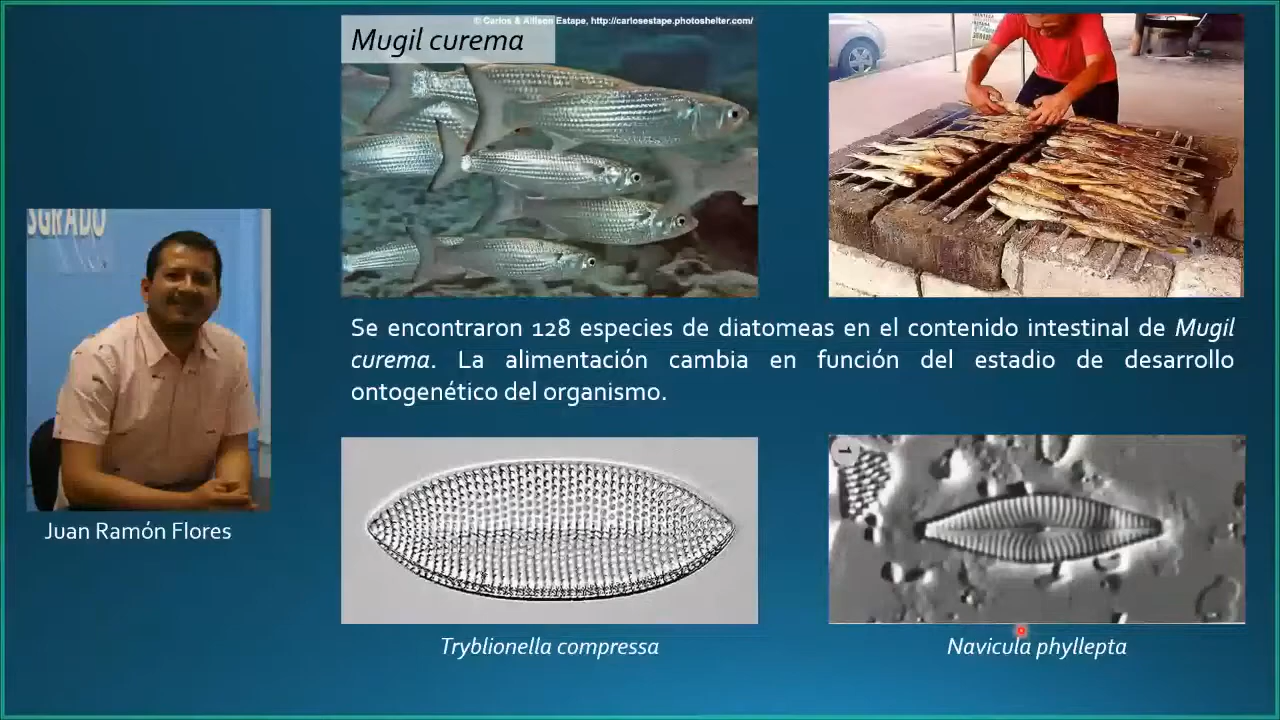 © Carlos & Allison Estape, http://carlosestape.photoshelter.com/
Mugil curema
SGRADO
Juan Ramón Flores
Se encontraron 128 especies de diatomeas en el contenido intestinal de Mugil
curema. La alimentación cambia en función del estadio de desarrollo
ontogenético del organismo.
1
Tryblionella compressa
Navicula phyllepta